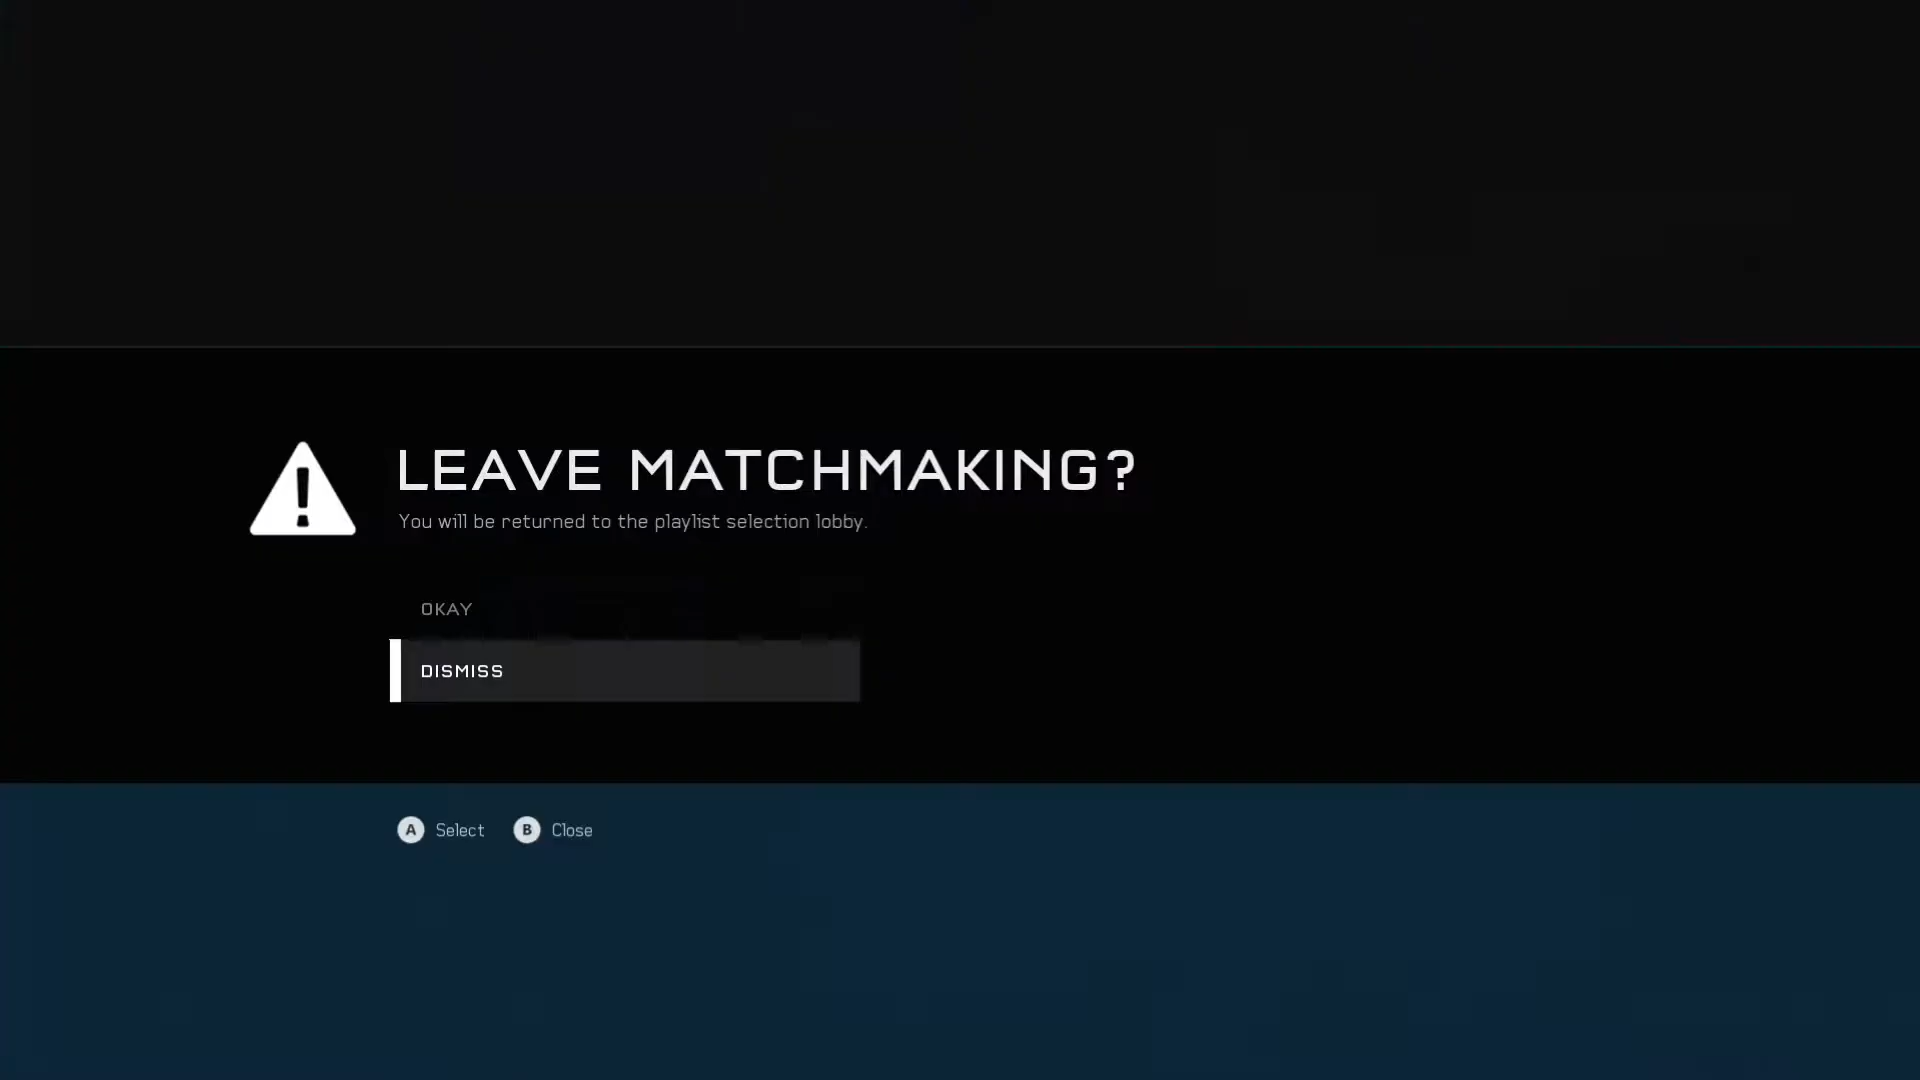 LEAVE MATCHMAKING?
You will be returned to the playlist selection lobby.
OKAY
DISMISS
A Select B Close